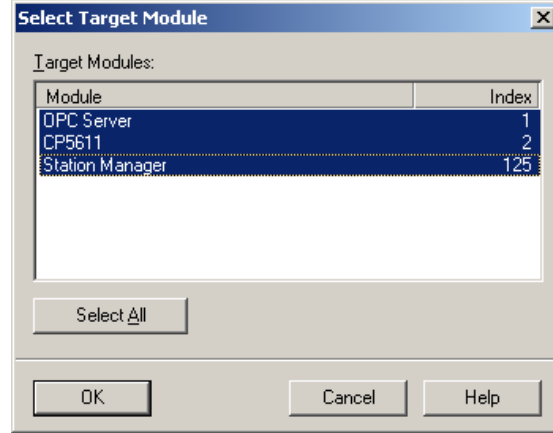 Select Target Module
Target Modules:
Module Index
OPC Server 1
CP5611 2
Station Manager 125
Select All
OK Cancel Help